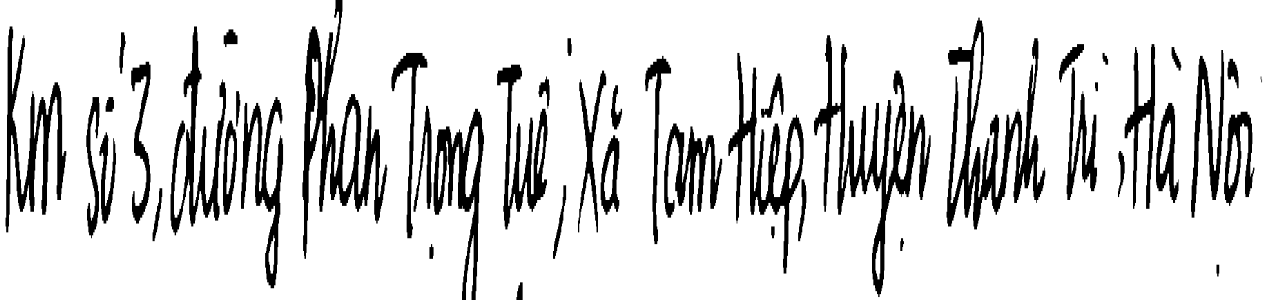 Km số 3, đường Phan Trọng Tuệ, Xã Tam Hiệp, Huyện Thanh Trì, Hà Nội